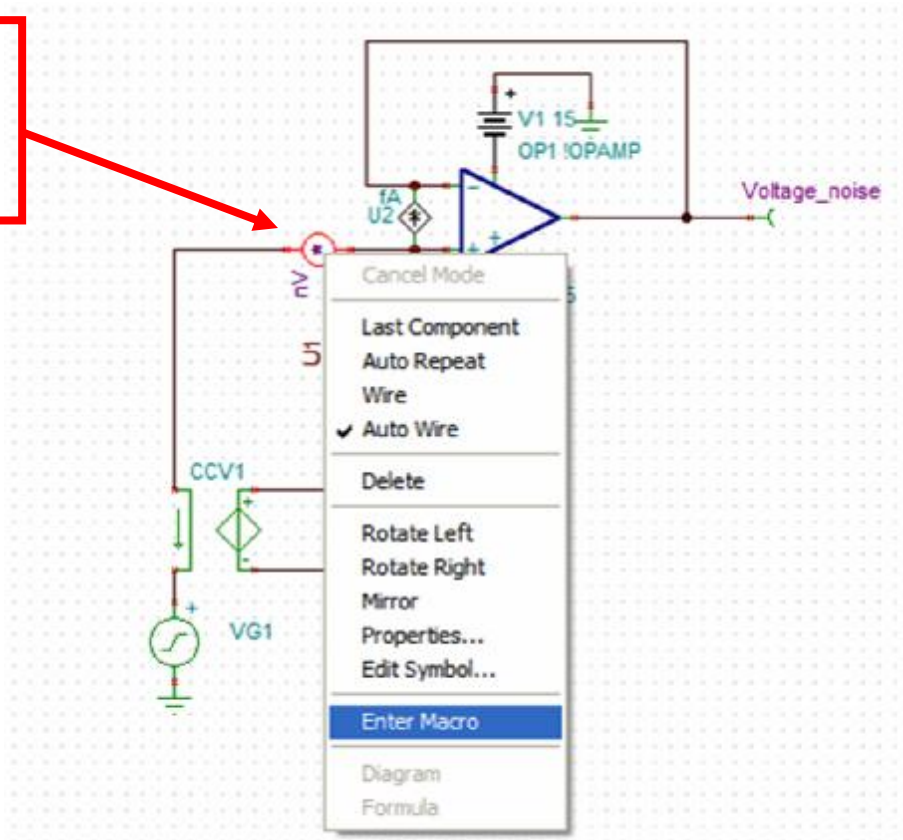 V1 15
OP1 !OPAMP
Voltage_noise
fA
U2
nV
U1
Cancel Mode
Last Component
Auto Repeat
Wire
Auto Wire
Delete
Rotate Left
Rotate Right
Mirror
Properties...
Edit Symbol...
Enter Macro
Diagram
Formula
CCV1
VG1